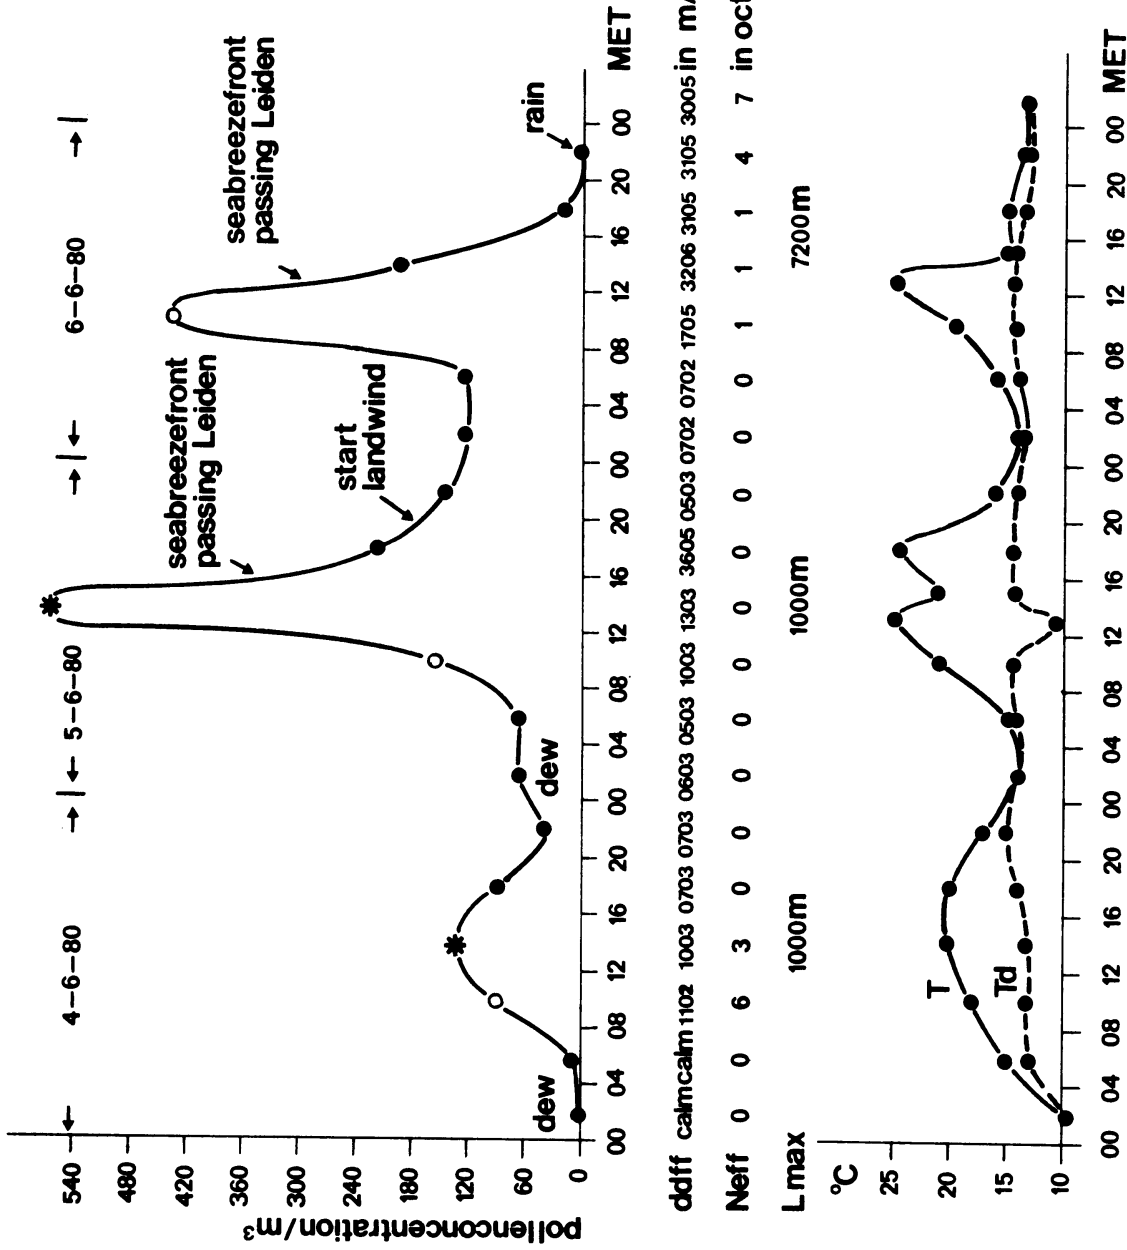 4-6-80
5-6-80
6-6-80
pollenconcentration/m³
540
480
420
360
300
240
180
120
60
0
dew
dew
seabreezefront
passing Leiden
start
landwind
seabreezefront
passing Leiden
rain
00 04 08 12 16 20 00 04 08 12 16 20 00 04 08 12 16 20 00 MET
ddff calm calm 1102 1003 0703 0703 0603 0503 1003 1303 3605 0503 0702 0702 1705 3206 3105 3105 3005 in
Neff 0 0 6 3 0 0 0 0 0 0 0 0 0 0 1 1 1 4 7 in
Lmax 1000m 1000m 7200m
°C
25
20
15
10
T
Td
00 04 08 12 16 20 00 04 08 12 16 20 00 04 08 12 16 20 00 MET